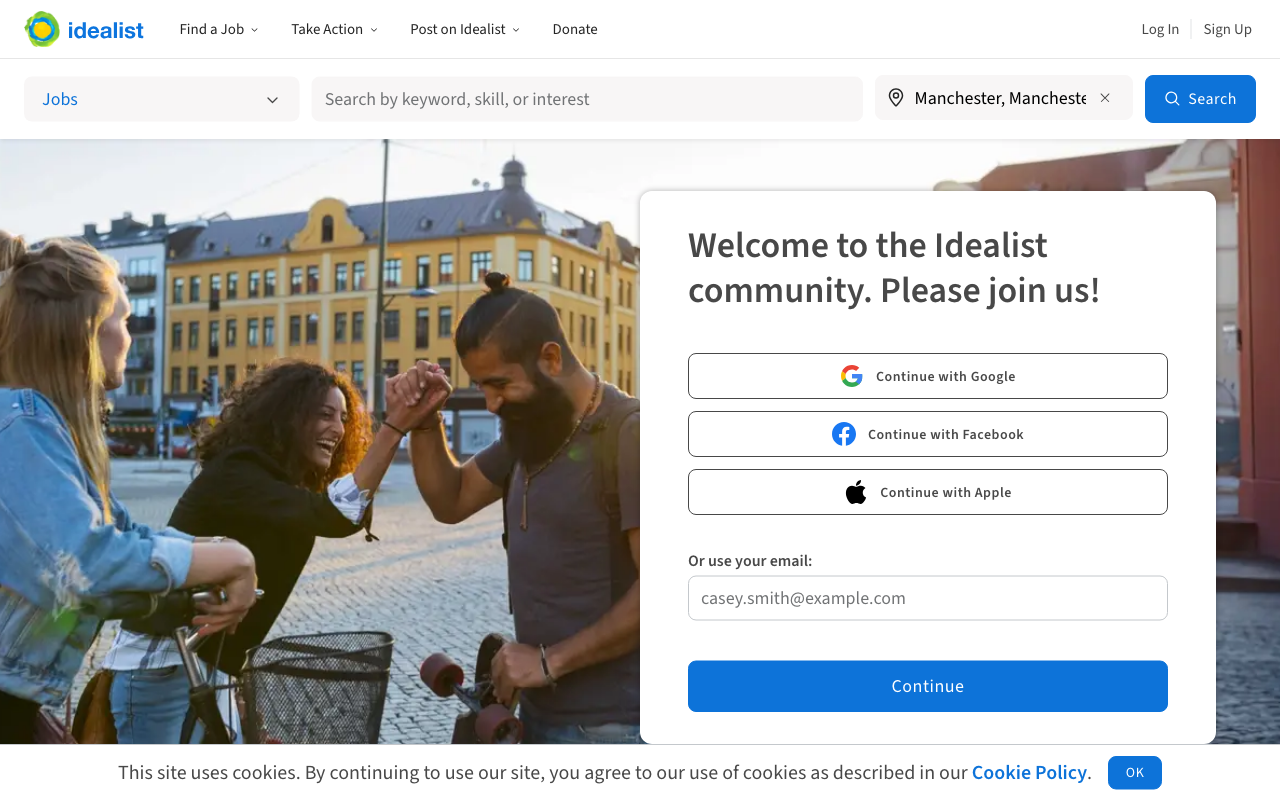 idealist
Find a Job
Take Action
Post on Idealist
Donate
Log In
Sign Up
Jobs
Search by keyword, skill, or interest
Manchester, Mancheste
Search
Welcome to the Idealist
community. Please join us!
Continue with Google
Continue with Facebook
Continue with Apple
Or use your email:
casey.smith@example.com
Continue
This site uses cookies. By continuing to use our site, you agree to our use of cookies as described in our Cookie Policy.
OK